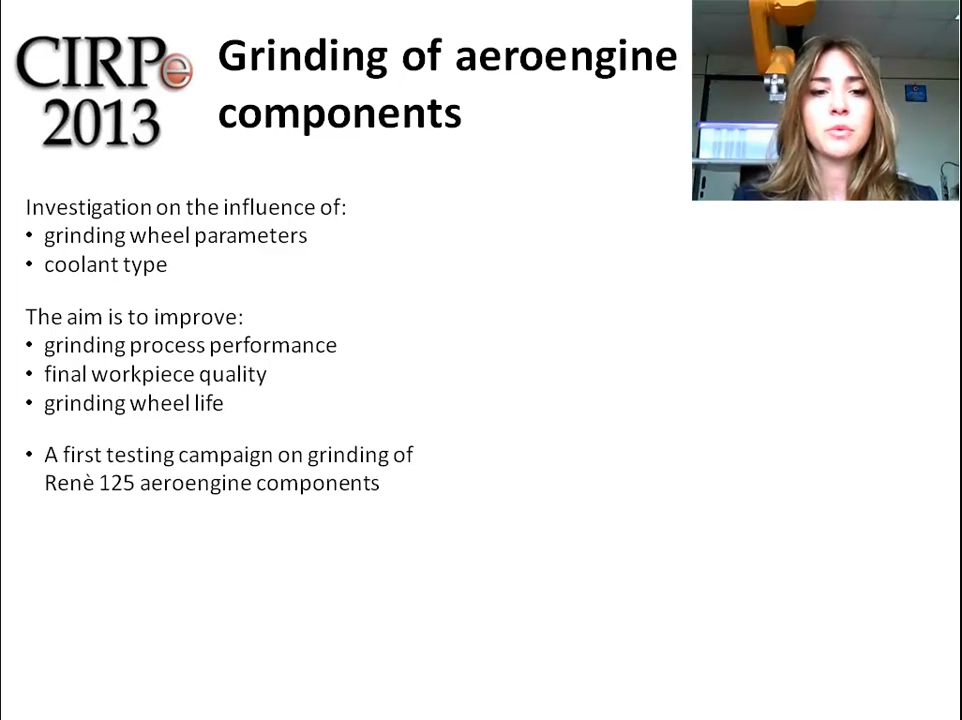 CIRPe
2013
Grinding of aeroengine
components
Investigation on the influence of:
• grinding wheel parameters
• coolant type
The aim is to improve:
• grinding process performance
• final workpiece quality
• grinding wheel life
• A first testing campaign on grinding of
Renè 125 aeroengine components